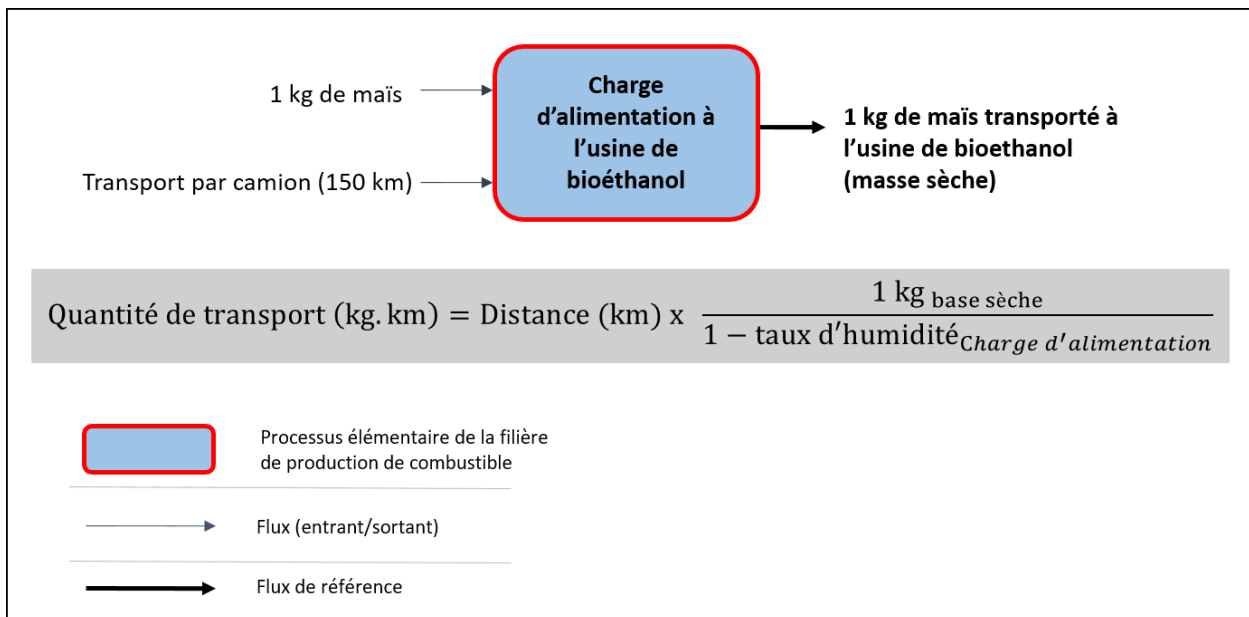 1 kg de maïs
Transport par camion (150 km)
Charge
d’alimentation à
l’usine de
bioéthanol
1 kg de maïs transporté à
l’usine de bioethanol
(masse sèche)
Quantité de transport (kg. km) = Distance (km) x 1 kg base sèche / 1 − taux d′humidité Charge d′alimentation
Processus élémentaire de la filière
de production de combustible
Flux (entrant/sortant)
Flux de référence